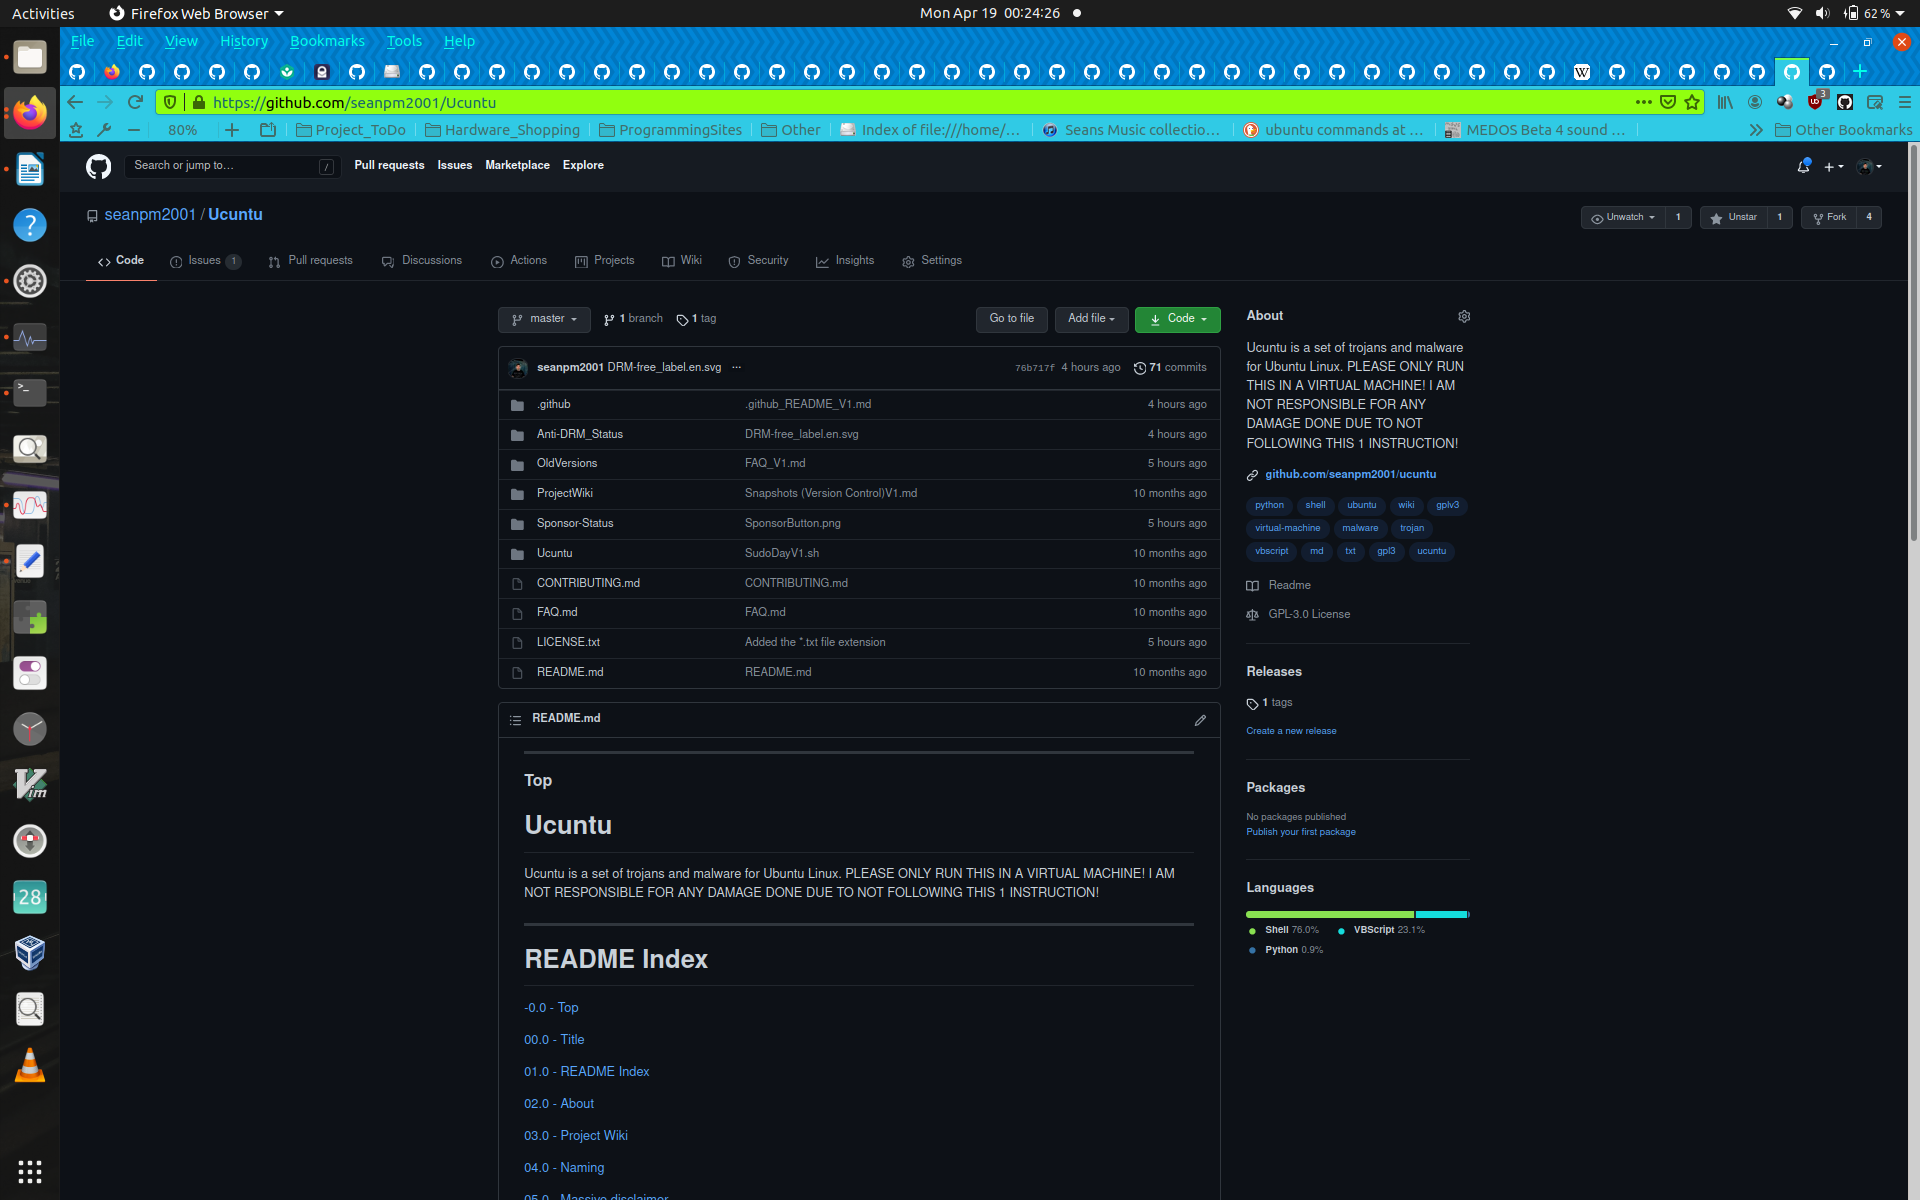 Activities
Firefox Web Browser
Mon Apr 19 00:24:26
62 %
File Edit View History Bookmarks Tools Help
W
https://github.com/seanpm2001/Ucuntu
3
80%
Project_ToDo
Hardware_Shopping
ProgrammingSites
Other
Index of file:///home/...
Seans Music collectio...
ubuntu commands at ...
MEDOS Beta 4 sound ...
Other Bookmarks
Search or jump to...
/
Pull requests
Issues
Marketplace
Explore
seanpm2001 / Ucuntu
Unwatch 1
Unstar 1
Fork 4
Code
Issues 1
Pull requests
Discussions
Actions
Projects
Wiki
Security
Insights
Settings
master
1 branch
1 tag
Go to file
Add file
Code
seanpm2001 DRM-free_label.en.svg ...
76b717f 4 hours ago
71 commits
.github .github_README_V1.md 4 hours ago
Anti-DRM_Status DRM-free_label.en.svg 4 hours ago
OldVersions FAQ_V1.md 5 hours ago
ProjectWiki Snapshots (Version Control)V1.md 10 months ago
Sponsor-Status SponsorButton.png 5 hours ago
Ucuntu SudoDayV1.sh 10 months ago
CONTRIBUTING.md CONTRIBUTING.md 10 months ago
FAQ.md FAQ.md 10 months ago
LICENSE.txt Added the *.txt file extension 5 hours ago
README.md README.md 10 months ago
README.md
Top
Ucuntu
Ucuntu is a set of trojans and malware for Ubuntu Linux. PLEASE ONLY RUN THIS IN A VIRTUAL MACHINE! I AM
NOT RESPONSIBLE FOR ANY DAMAGE DONE DUE TO NOT FOLLOWING THIS 1 INSTRUCTION!
README Index
-0.0 - Top
00.0 - Title
01.0 - README Index
02.0 - About
03.0 - Project Wiki
04.0 - Naming
05.0 - Massive disclaimer
About
Ucuntu is a set of trojans and malware
for Ubuntu Linux. PLEASE ONLY RUN
THIS IN A VIRTUAL MACHINE! I AM
NOT RESPONSIBLE FOR ANY
DAMAGE DONE DUE TO NOT
FOLLOWING THIS 1 INSTRUCTION!
github.com/seanpm2001/ucuntu
python shell ubuntu wiki gplv3
virtual-machine malware trojan
vbscript md txt gpl3 ucuntu
Readme
GPL-3.0 License
Releases
1 tags
Create a new release
Packages
No packages published
Publish your first package
Languages
Shell 76.0% VBScript 23.1%
Python 0.9%
?
>_
Vim
28